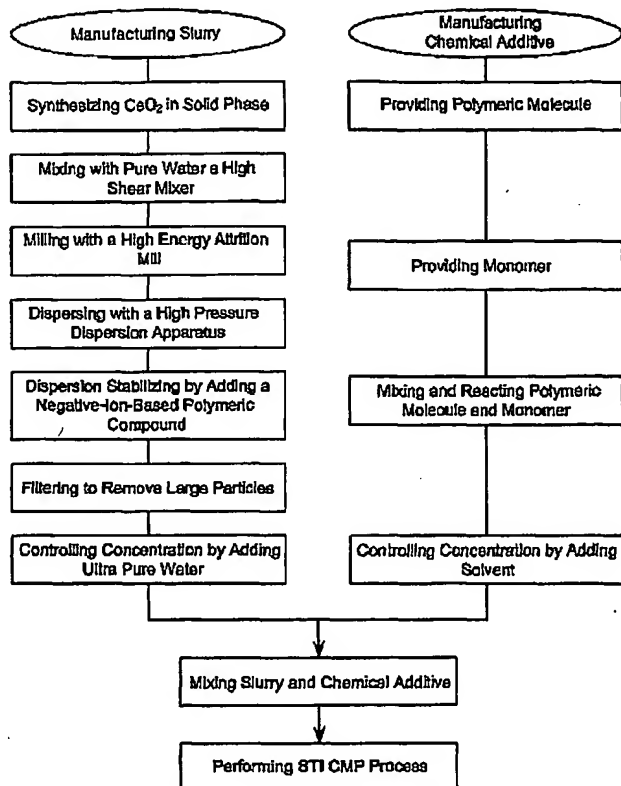 Manufacturing Slurry
Synthesizing CeO₂ in Solid Phase
Mixing with Pure Water a High
Shear Mixer
Milling with a High Energy Attrition
Mill
Dispersing with a High Pressure
Dispersion Apparatus
Dispersion Stabilizing by Adding a
Negative-Ion-Based Polymeric
Compound
Filtering to Remove Large Particles
Controlling Concentration by Adding
Ultra Pure Water
Manufacturing
Chemical Additive
Providing Polymeric Molecule
Providing Monomer
Mixing and Reacting Polymeric
Molecule and Monomer
Controlling Concentration by Adding
Solvent
Mixing Slurry and Chemical Additive
Performing STI CMP Process